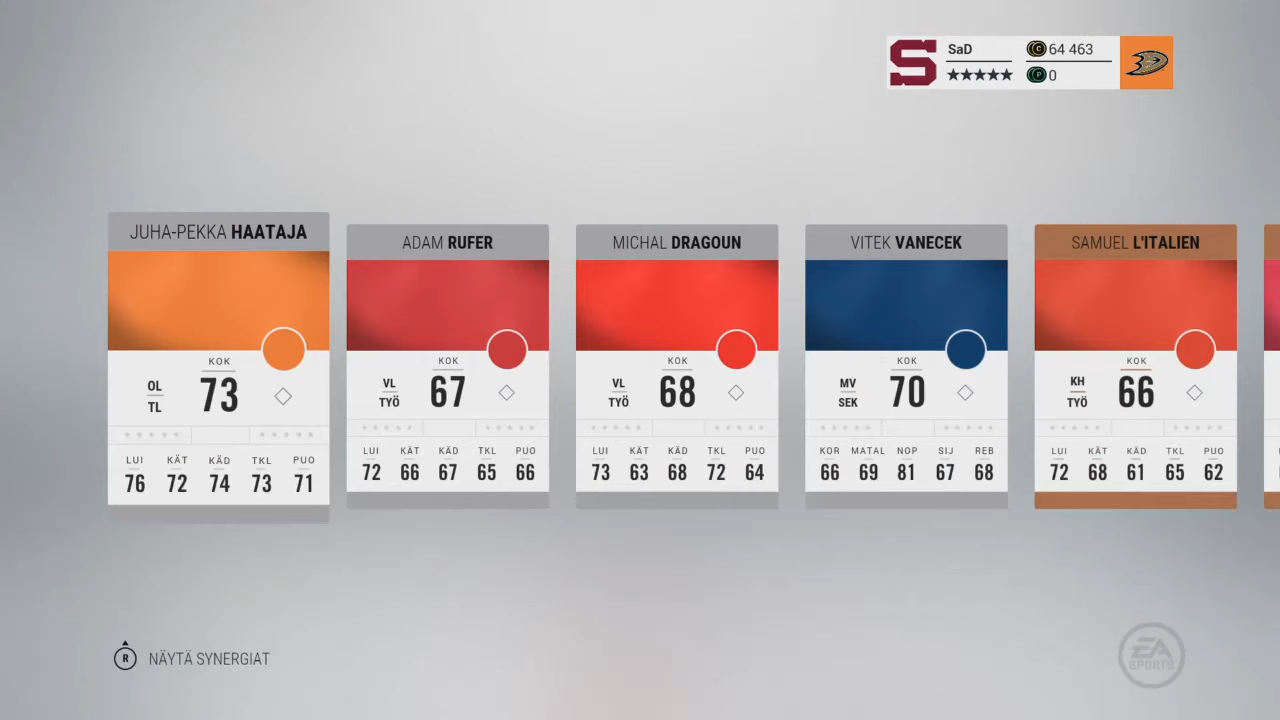 S
SaD
C 64 463
★★★★★
P 0
JUHA-PEKKA HAATAJA
KOK
OL
TL
73
LUI KÄT KÄD TKL PUO
76 72 74 73 71
ADAM RUFER
KOK
VL
TYÖ
67
LUI KÄT KÄD TKL PUO
72 66 67 65 66
MICHAL DRAGOUN
KOK
VL
TYÖ
68
LUI KÄT KÄD TKL PUO
73 63 68 72 64
VITEK VANECEK
KOK
MV
SEK
70
KOR MATAL NOP SIJ REB
66 69 81 67 68
SAMUEL L'ITALIEN
KOK
KH
TYÖ
66
LUI KÄT KÄD TKL PUO
72 68 61 65 62
R NÄYTÄ SYNERGIAT
EA
SPORTS